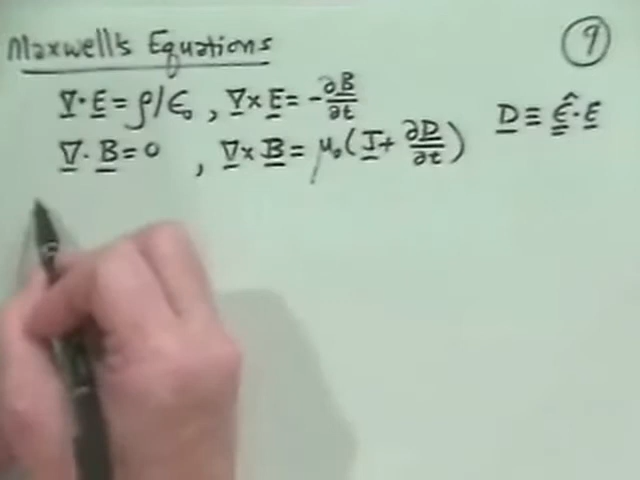 Maxwell's Equations
9
∇·E = ρ/ε₀ , ∇×E = -∂B/∂t
D ≡ ε̂·E
∇·B = 0 , ∇×B = μ₀(I + ∂D/∂t)